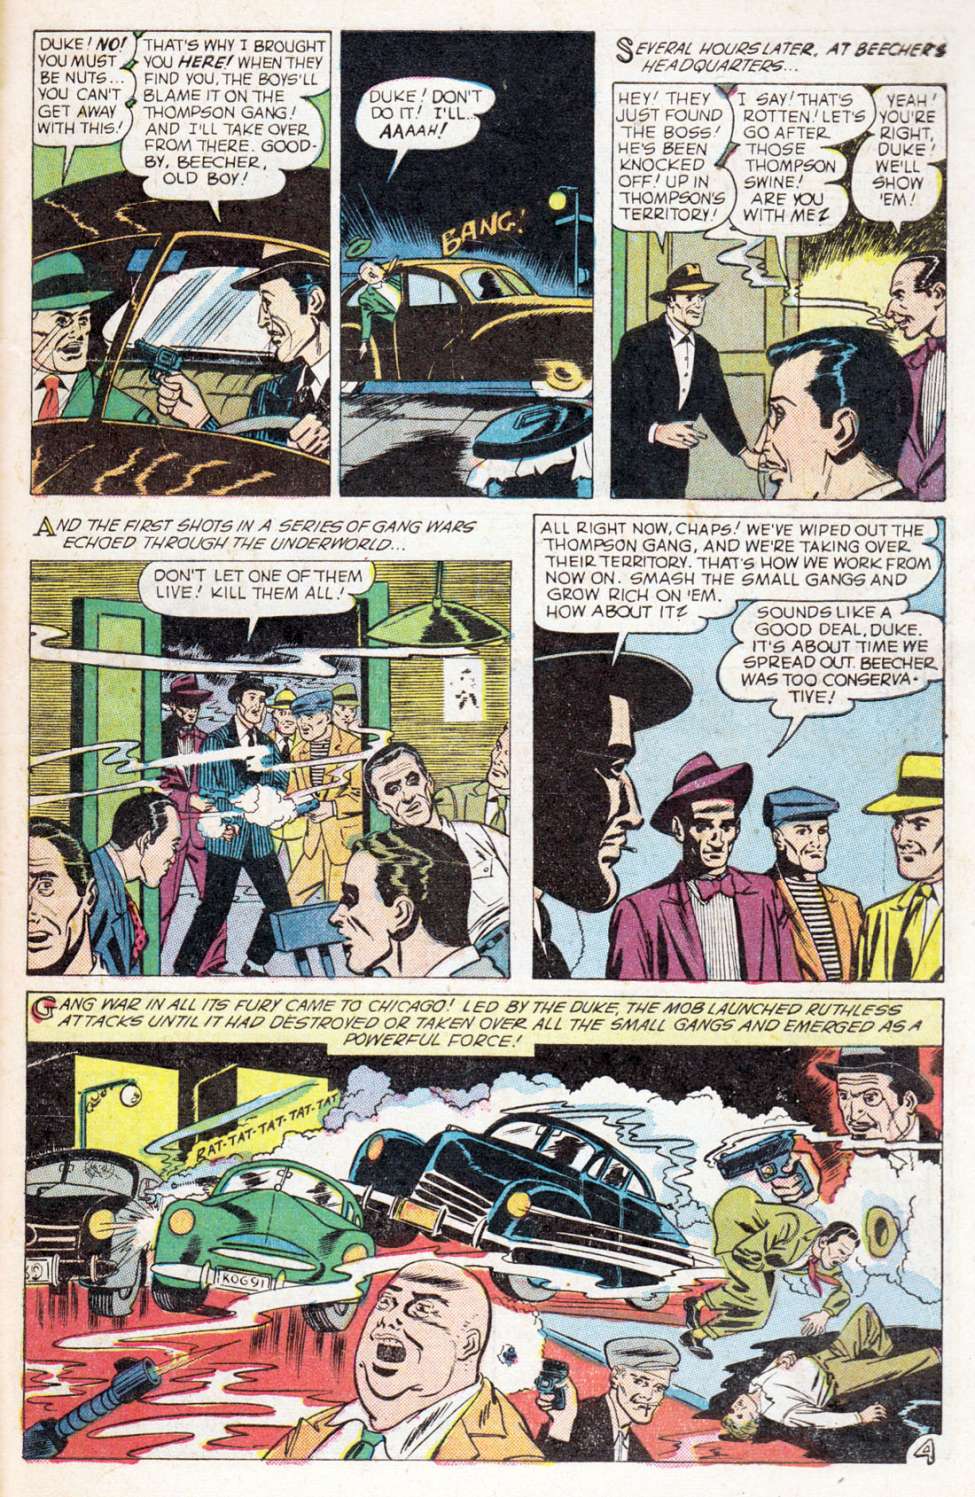 DUKE! NO!
YOU MUST
BE NUTS...
YOU CAN'T
GET AWAY
WITH THIS!
THAT'S WHY I BROUGHT
YOU HERE! WHEN THEY
FIND YOU, THE BOYS'LL
BLAME IT ON THE
THOMPSON GANG!
AND I'LL TAKE OVER
FROM THERE. GOOD-
BY, BEECHER,
OLD BOY!
DUKE! DON'T
DO IT! I'LL...
AAAAH!
BANG!
SEVERAL HOURS LATER, AT BEECHER'S
HEADQUARTERS...
HEY! THEY
JUST FOUND
THE BOSS!
HE'S BEEN
KNOCKED
OFF! UP IN
THOMPSON'S
TERRITORY!
I SAY! THAT'S
ROTTEN! LET'S
GO AFTER
THOSE
THOMPSON
SWINE!
ARE YOU
WITH ME?
YEAH!
YOU'RE
RIGHT,
DUKE!
WE'LL
SHOW
'EM!
AND THE FIRST SHOTS IN A SERIES OF GANG WARS
ECHOED THROUGH THE UNDERWORLD...
DON'T LET ONE OF THEM
LIVE! KILL THEM ALL!
ALL RIGHT NOW, CHAPS! WE'VE WIPED OUT THE
THOMPSON GANG, AND WE'RE TAKING OVER
THEIR TERRITORY. THAT'S HOW WE WORK FROM
NOW ON. SMASH THE SMALL GANGS AND
GROW RICH ON 'EM.
HOW ABOUT IT?
SOUNDS LIKE A
GOOD DEAL, DUKE.
IT'S ABOUT TIME WE
SPREAD OUT. BEECHER
WAS TOO CONSERVA-
TIVE!
GANG WAR IN ALL ITS FURY CAME TO CHICAGO! LED BY THE DUKE, THE MOB LAUNCHED RUTHLESS
ATTACKS UNTIL IT HAD DESTROYED OR TAKEN OVER ALL THE SMALL GANGS AND EMERGED AS A
POWERFUL FORCE!
RAT-TAT-TAT-TAT-TAT
KOG91
4